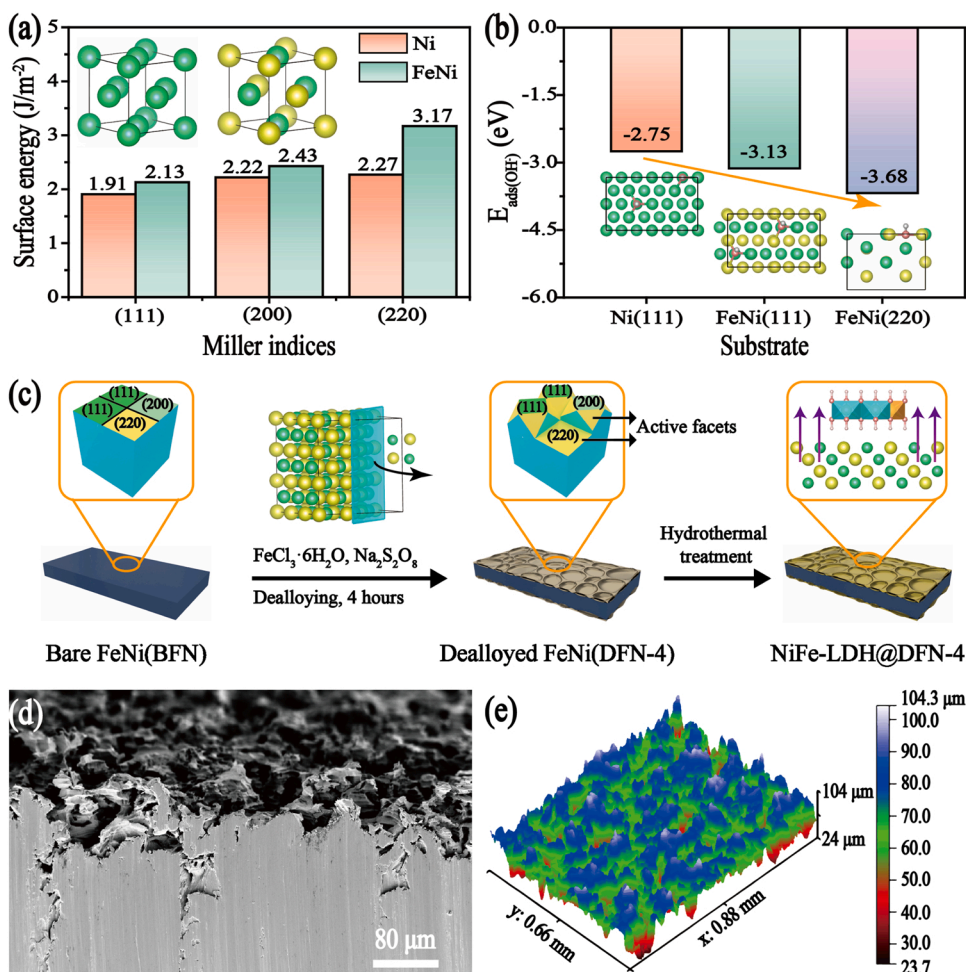 (a)
Surface energy (J/m⁻²)
5
4
3
2
1
0
Ni
FeNi
1.91
2.13
2.22
2.43
2.27
3.17
(111)
(200)
(220)
Miller indices
(b)
E_ads(OH⁻) (eV)
-0.0
-1.5
-3.0
-4.5
-6.0
-2.75
-3.13
-3.68
Ni(111)
FeNi(111)
FeNi(220)
Substrate
(c)
(111)
(111)
(200)
(220)
FeCl₃·6H₂O, Na₂S₂O₈
Dealloying, 4 hours
(111)
(111)
(200)
(220)
Active facets
Hydrothermal
treatment
Bare FeNi(BFN)
Dealloyed FeNi(DFN-4)
NiFe-LDH@DFN-4
(d)
80 μm
(e)
y: 0.66 mm
x: 0.88 mm
104 μm
24 μm
104.3 μm
100.0
90.0
80.0
70.0
60.0
50.0
40.0
30.0
23.7